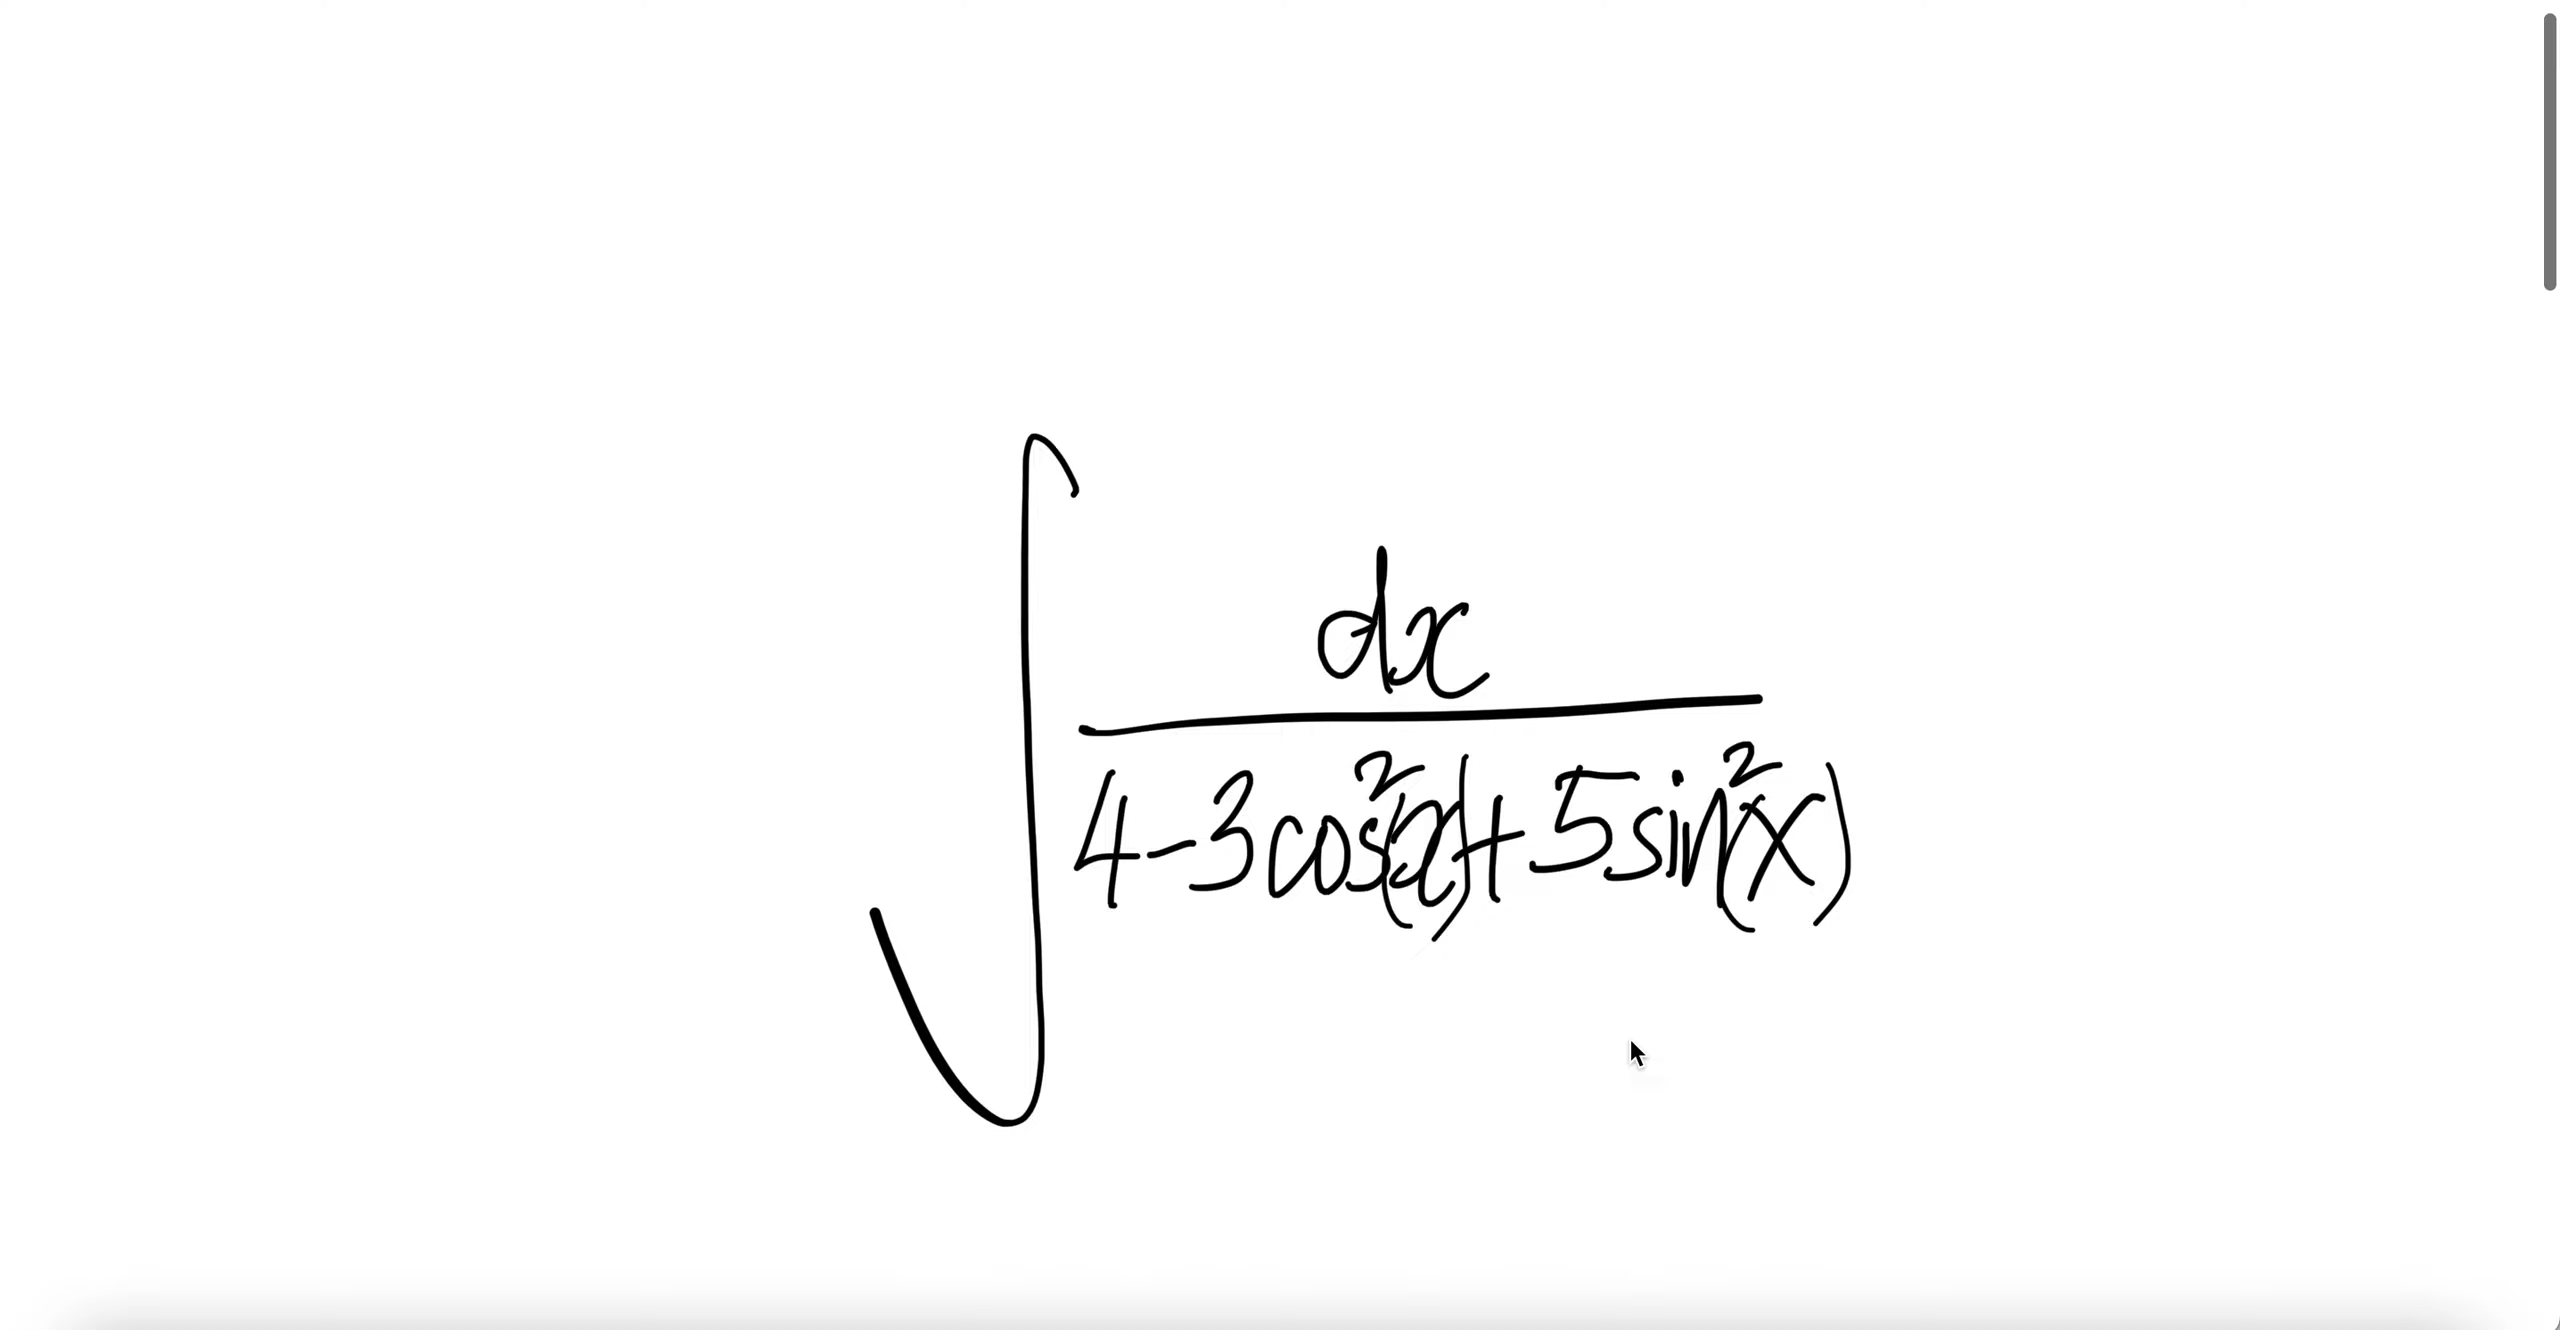 ∫ dx / (4-3cos²(x)+5sin²(x))